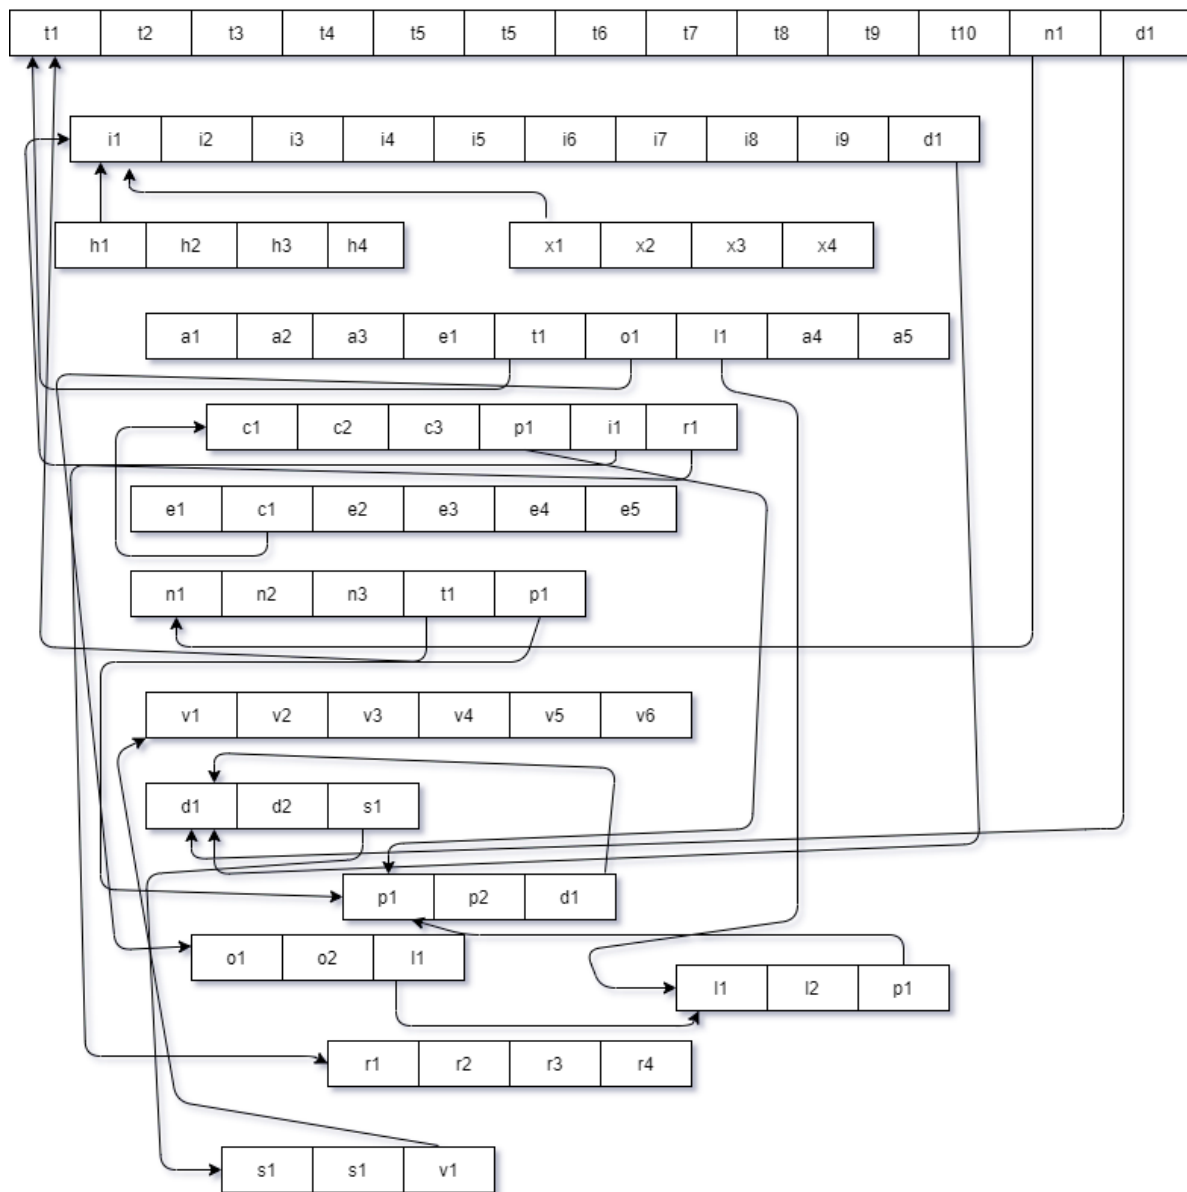 t1 t2 t3 t4 t5 t5 t6 t7 t8 t9 t10 n1 d1
i1 i2 i3 i4 i5 i6 i7 i8 i9 d1
h1 h2 h3 h4 x1 x2 x3 x4
a1 a2 a3 e1 t1 o1 l1 a4 a5
c1 c2 c3 p1 i1 r1
e1 c1 e2 e3 e4 e5
n1 n2 n3 t1 p1
v1 v2 v3 v4 v5 v6
d1 d2 s1
p1 p2 d1
o1 o2 l1
l1 l2 p1
r1 r2 r3 r4
s1 s1 v1